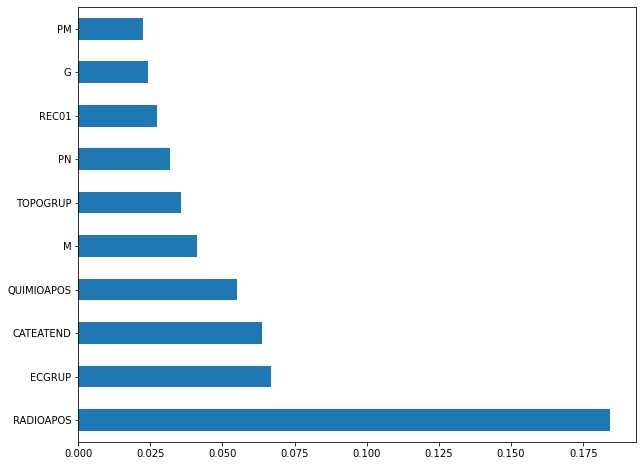 PM
G
REC01
PN
TOPOGRUP
M
QUIMIOAPOS
CATEATEND
ECGRUP
RADIOAPOS
0.000 0.025 0.050 0.075 0.100 0.125 0.150 0.175